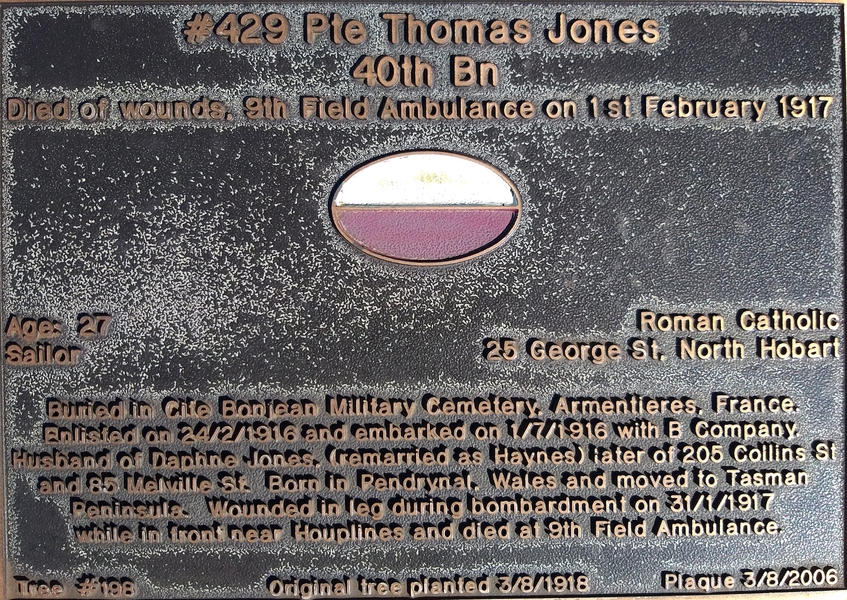 #429 Pte Thomas Jones
40th Bn
Died of wounds, 9th Field Ambulance on 1st February 1917
Age: 27
Roman Catholic
Sailor
25 George St, North Hobart
Buried in Cite Bonjean Military Cemetery, Armentieres, France.
Enlisted on 24/2/1916 and embarked on 1/7/1916 with B Company.
Husband of Daphne Jones, (remarried as Haynes) later of 205 Collins St
and 85 Melville St. Born in Pendrynal, Wales and moved to Tasman
Peninsula. Wounded in leg during bombardment on 31/1/1917
while in front near Houplines and died at 9th Field Ambulance.
Tree #198
Original tree planted 3/8/1918
Plaque 3/8/2006